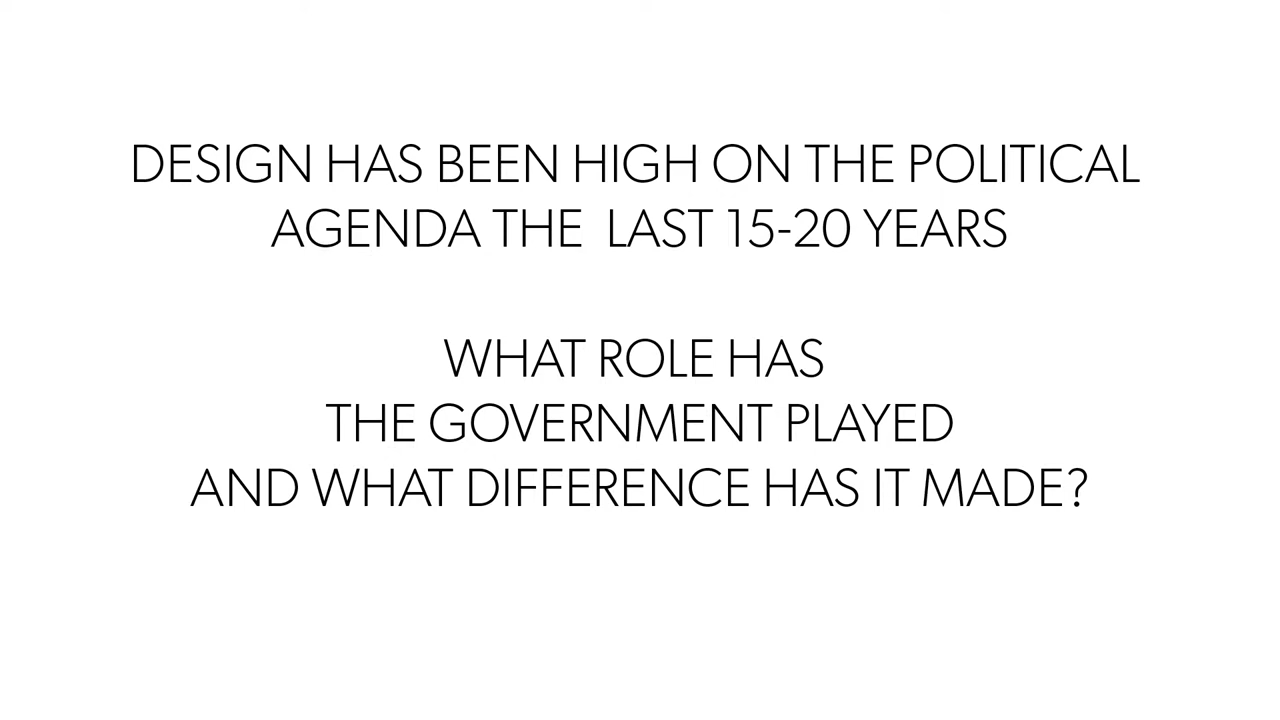 DESIGN HAS BEEN HIGH ON THE POLITICAL
AGENDA THE  LAST 15-20 YEARS
WHAT ROLE HAS
THE GOVERNMENT PLAYED
AND WHAT DIFFERENCE HAS IT MADE?